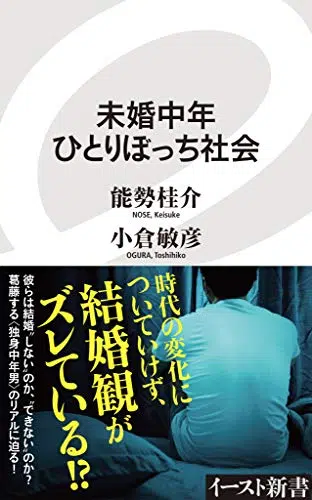 未婚中年
ひとりぼっち社会
能勢桂介
NOSE, Keisuke
小倉敏彦
OGURA, Toshihiko
時代の変化に
ついていけず、
結婚観が
ズレている!?
彼らは結婚“しない”のか、“できない”のか?
葛藤する〈独身中年男〉のリアルに迫る!
イースト新書